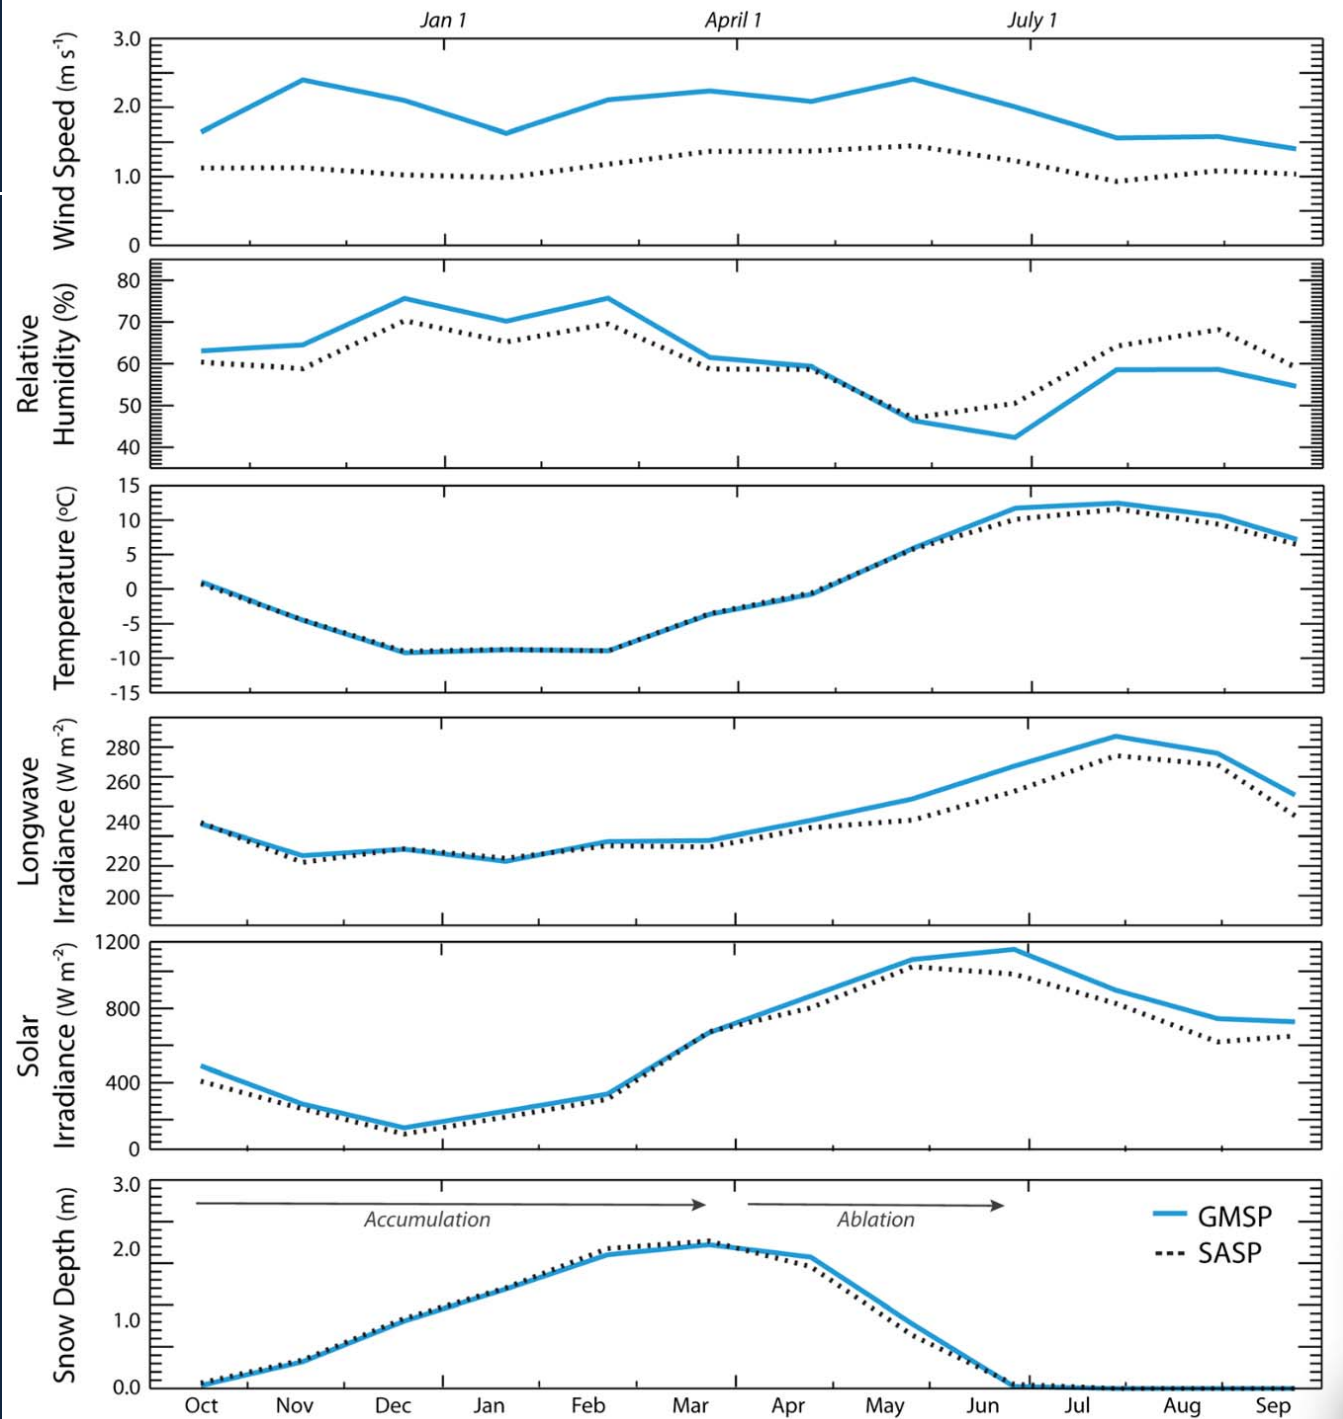 Jan 1 April 1 July 1
Wind Speed (m s⁻¹)
3.0
2.0
1.0
0
Relative
Humidity (%)
80
70
60
50
40
Temperature (ºC)
15
10
5
0
-5
-10
-15
Longwave
Irradiance (W m⁻²)
280
260
240
220
200
Solar
Irradiance (W m⁻²)
1200
800
400
0
Snow Depth (m)
3.0
2.0
1.0
0.0
Accumulation Ablation
GMSP
SASP
Oct Nov Dec Jan Feb Mar Apr May Jun Jul Aug Sep